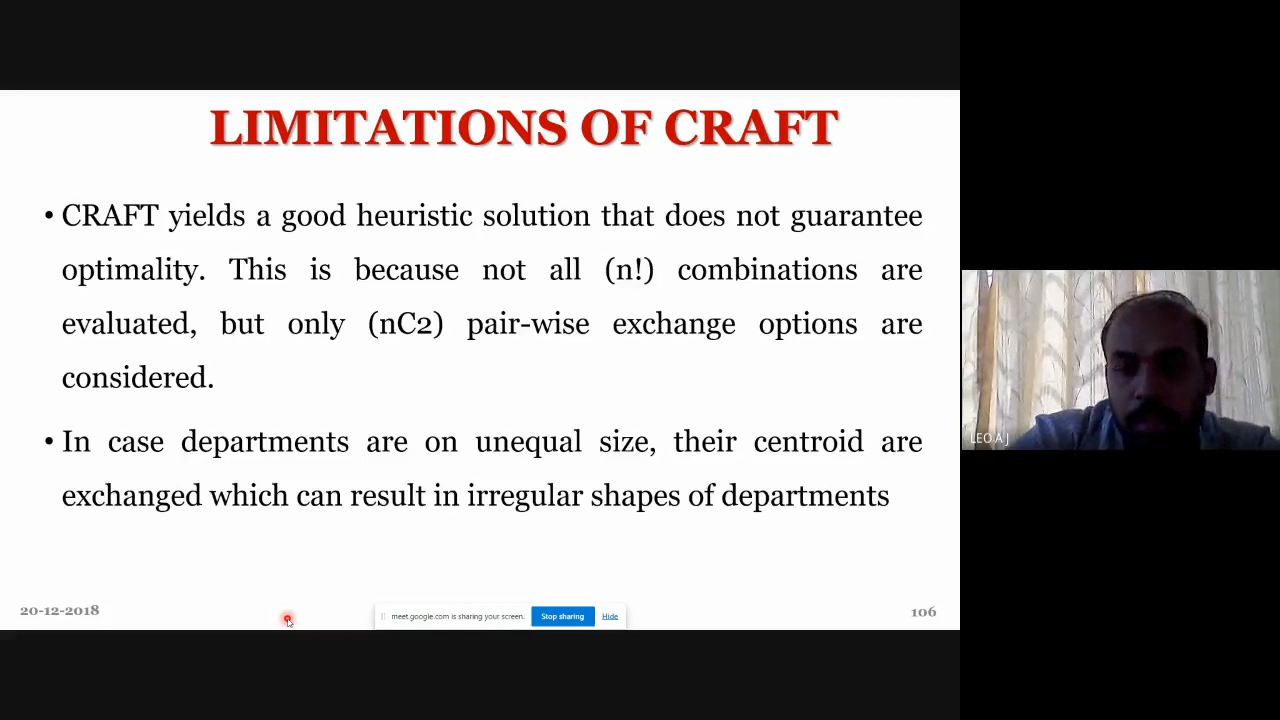 LIMITATIONS OF CRAFT
• CRAFT yields a good heuristic solution that does not guarantee
optimality. This is because not all (n!) combinations are
evaluated, but only (nC2) pair-wise exchange options are
considered.
• In case departments are on unequal size, their centroid are
exchanged which can result in irregular shapes of departments
LEO A J
20-12-2018
meet.google.com is sharing your screen.
Stop sharing
Hide
106